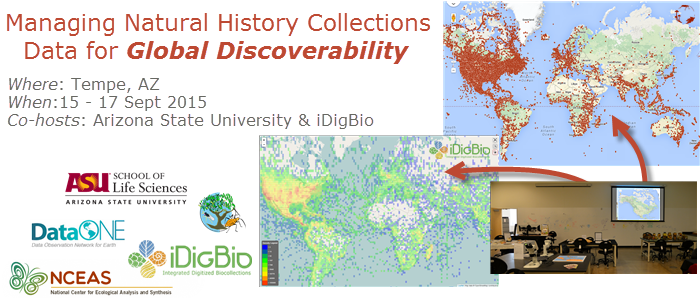 Managing Natural History Collections
Data for Global Discoverability
Where: Tempe, AZ
When:15 - 17 Sept 2015
Co-hosts: Arizona State University & iDigBio
ASU SCHOOL OF
Life Sciences
ARIZONA STATE UNIVERSITY
DataONE
Data Observation Network for Earth
iDigBio
Integrated Digitized Biocollections
NCEAS
National Center for Ecological Analysis and Synthesis
iDigBio